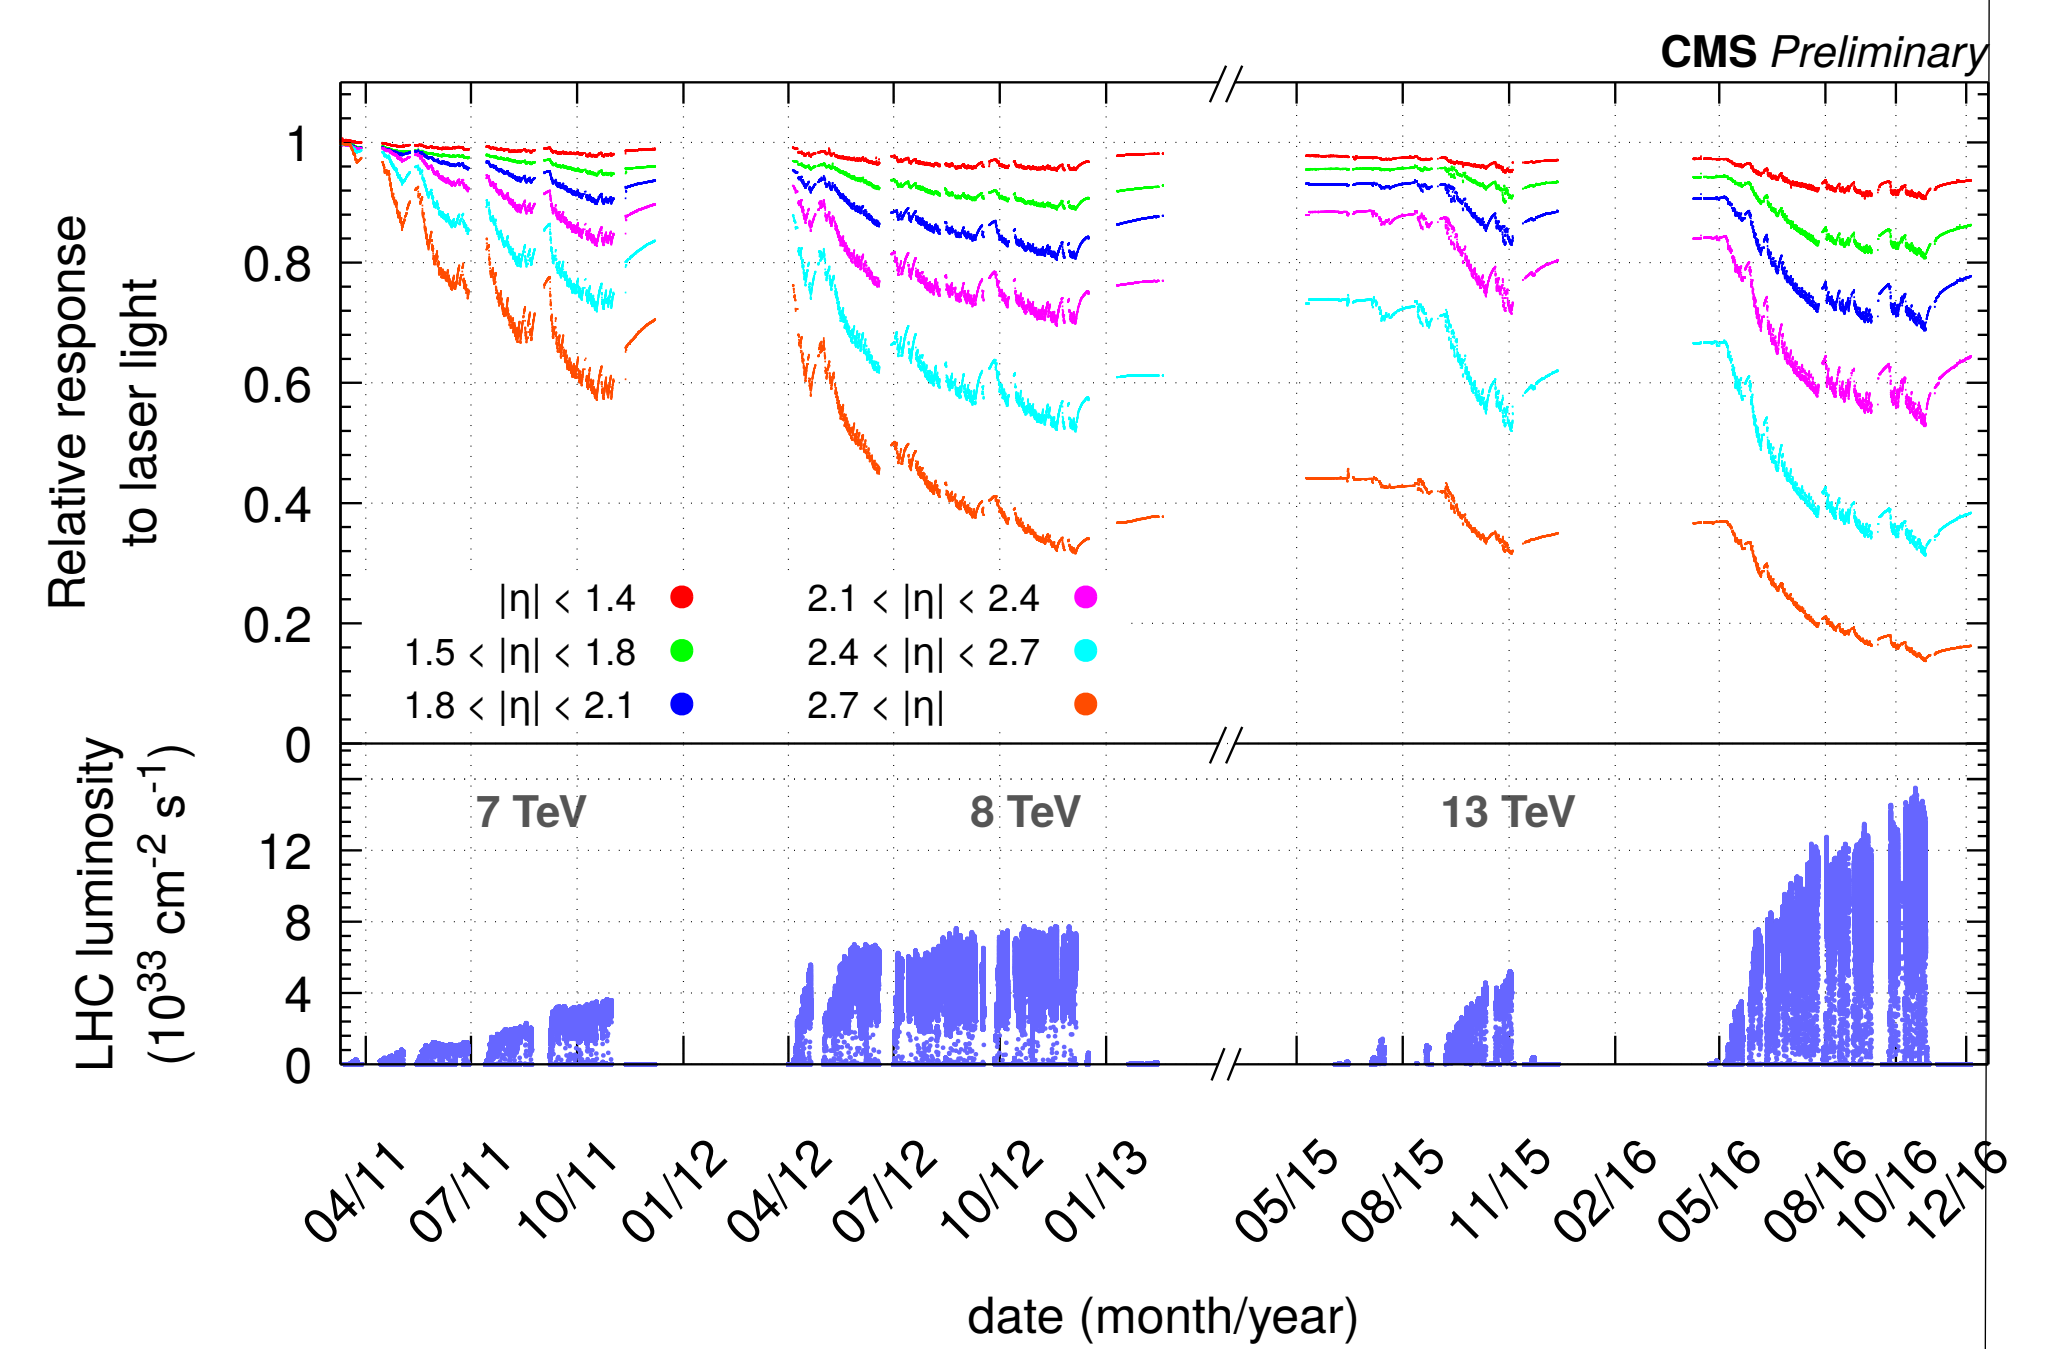 CMS Preliminary
Relative response
to laser light
1
0.8
0.6
0.4
0.2
0
|η| < 1.4
1.5 < |η| < 1.8
1.8 < |η| < 2.1
2.1 < |η| < 2.4
2.4 < |η| < 2.7
2.7 < |η|
LHC luminosity
(10³³ cm⁻² s⁻¹)
12
8
4
0
7 TeV
8 TeV
13 TeV
04/11
07/11
10/11
01/12
04/12
07/12
10/12
01/13
05/15
08/15
11/15
02/16
05/16
08/16
10/16
12/16
date (month/year)